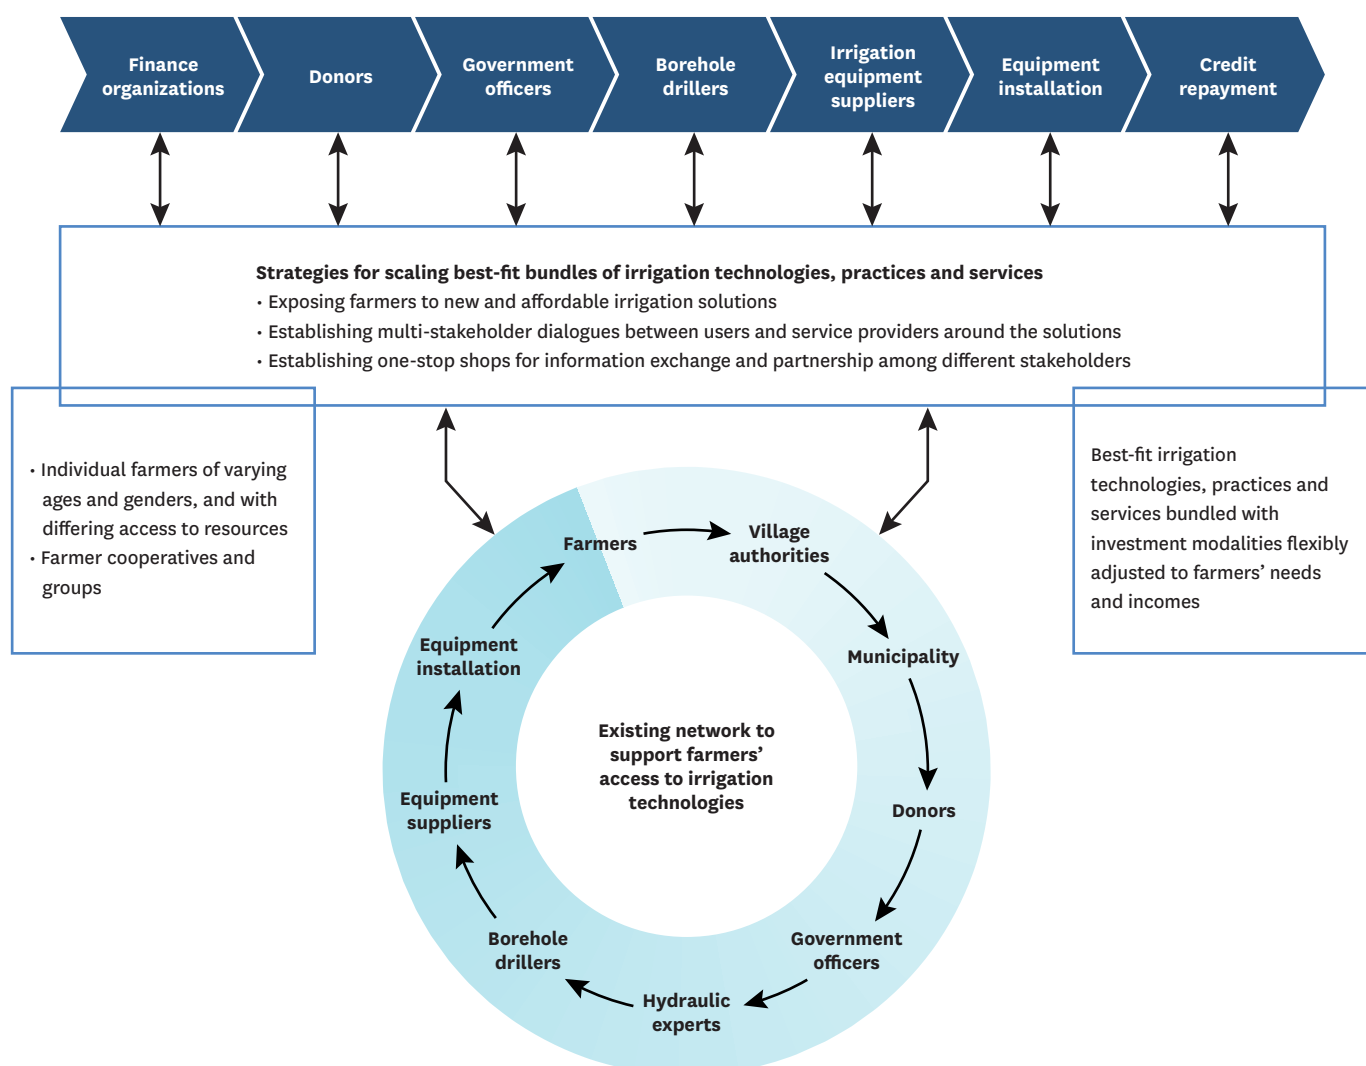 Finance
organizations
Donors
Government
officers
Borehole
drillers
Irrigation
equipment
suppliers
Equipment
installation
Credit
repayment
Strategies for scaling best-fit bundles of irrigation technologies, practices and services
• Exposing farmers to new and affordable irrigation solutions
• Establishing multi-stakeholder dialogues between users and service providers around the solutions
• Establishing one-stop shops for information exchange and partnership among different stakeholders
• Individual farmers of varying
ages and genders, and with
differing access to resources
• Farmer cooperatives and
groups
Best-fit irrigation
technologies, practices and
services bundled with
investment modalities flexibly
adjusted to farmers’ needs
and incomes
Farmers
Village
authorities
Municipality
Donors
Government
officers
Hydraulic
experts
Borehole
drillers
Equipment
suppliers
Equipment
installation
Existing network to
support farmers’
access to irrigation
technologies